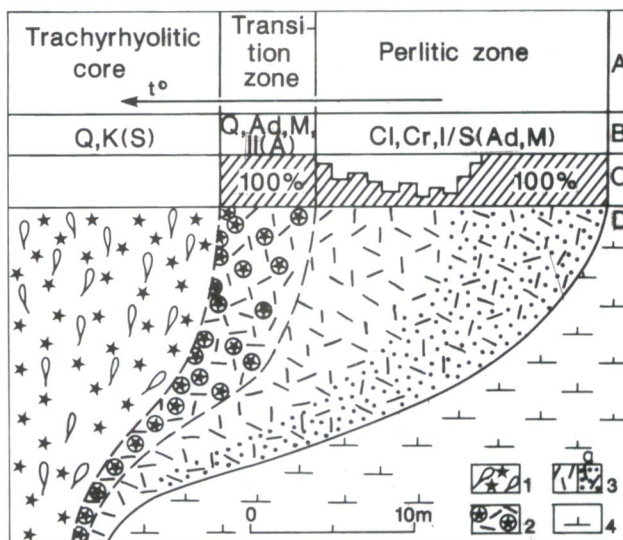 Trachyrhyolitic
core
Transi
tion
zone
Perlitic zone
A
t°
Q,K(S)
Q,Ad,M,
Il(A)
Cl,Cr,I/S(Ad,M)
B
100%
100%
C
D
a
1
3
2
4
0 10m